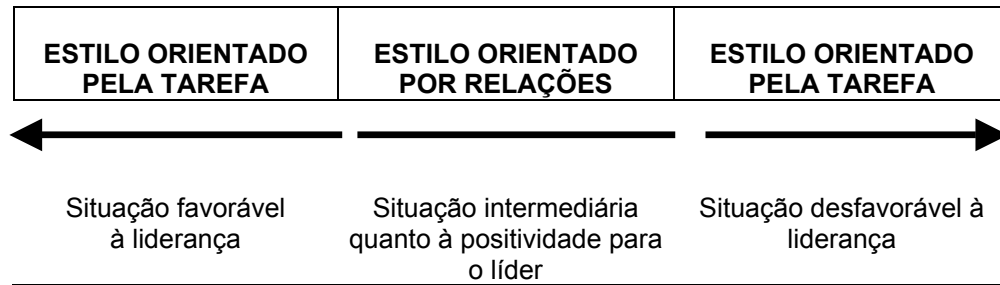 ESTILO ORIENTADO
PELA TAREFA
ESTILO ORIENTADO
POR RELAÇÕES
ESTILO ORIENTADO
PELA TAREFA
Situação favorável
à liderança
Situação intermediária
quanto à positividade para
o líder
Situação desfavorável à
liderança